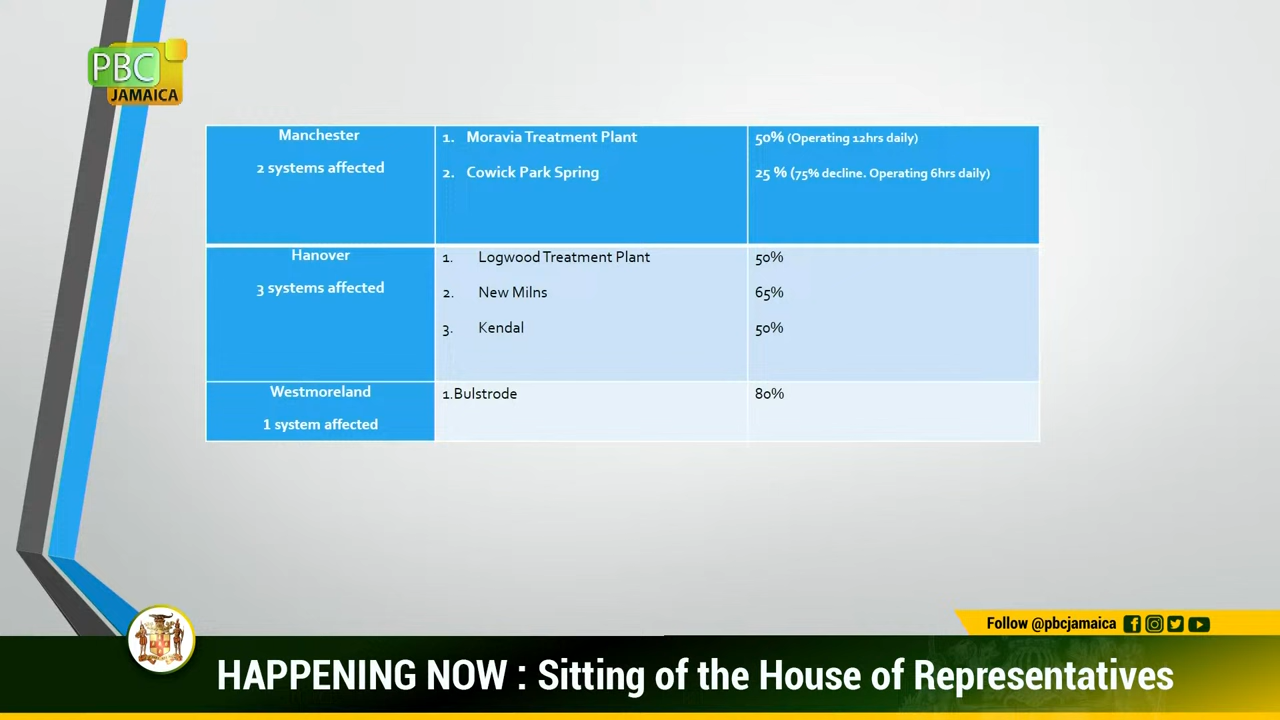 PBC
JAMAICA
Manchester
2 systems affected
1. Moravia Treatment Plant
2. Cowick Park Spring
50% (Operating 12hrs daily)
25 % (75% decline. Operating 6hrs daily)
Hanover
3 systems affected
1. Logwood Treatment Plant
2. New Milns
3. Kendal
50%
65%
50%
Westmoreland
1 system affected
1.Bulstrode
80%
Follow @pbcjamaica
HAPPENING NOW : Sitting of the House of Representatives